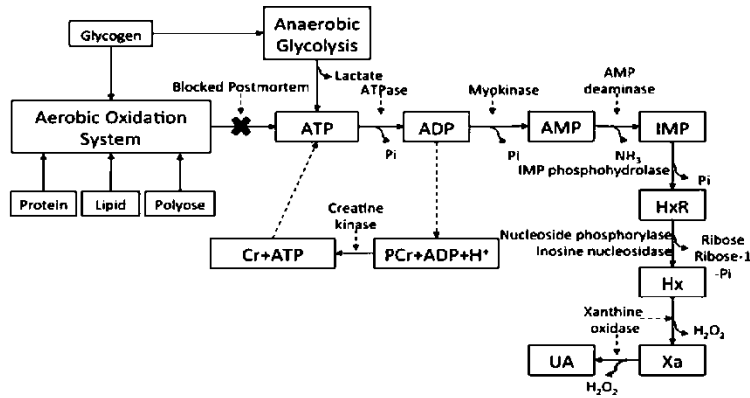 Glycogen
Anaerobic
Glycolysis
Blocked Postmortem
Lactate
ATPase
Myokinase
AMP
deaminase
Aerobic Oxidation
System
ATP
ADP
AMP
IMP
Pi
Pi
NH₃
IMP phosphohydrolase
Pi
Protein
Lipid
Polyose
HxR
Creatine
kinase
Nucleoside phosphorylase
Inosine nucleosidase
Ribose
Ribose-1
-Pi
Cr+ATP
PCr+ADP+H⁺
Hx
Xanthine
oxidase
H₂O₂
UA
Xa
H₂O₂